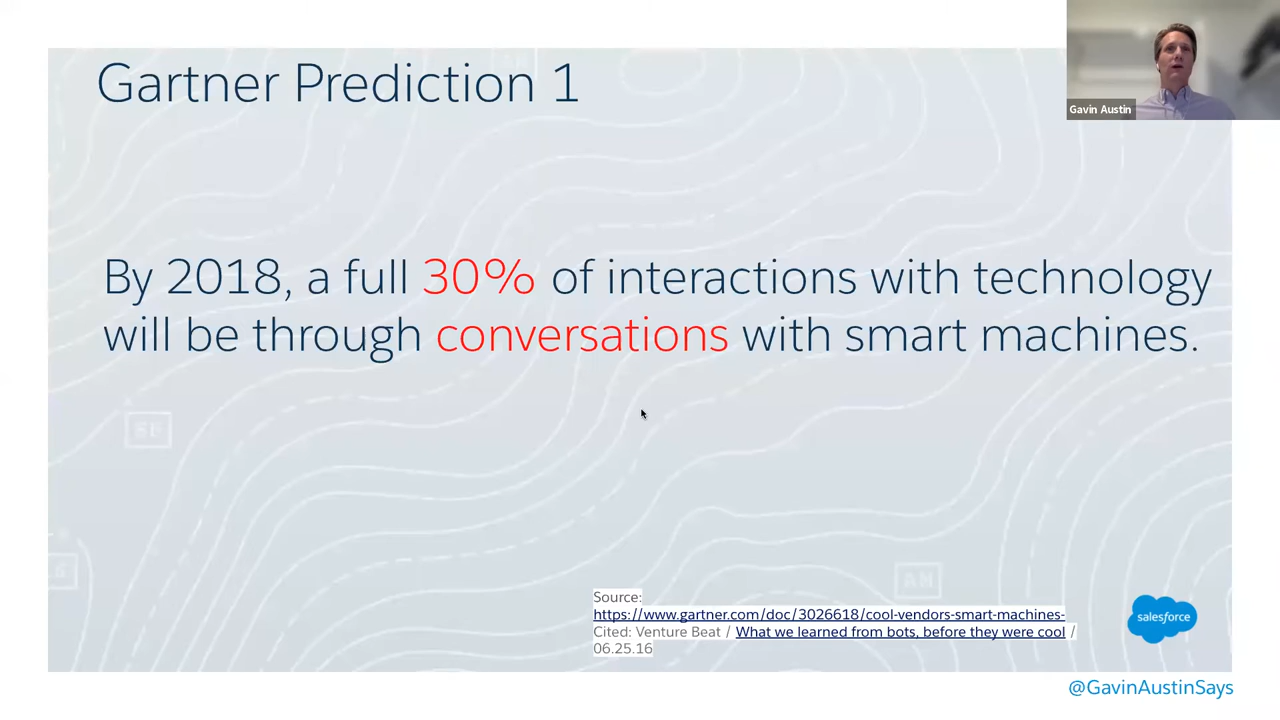 Gartner Prediction 1
Gavin Austin
By 2018, a full 30% of interactions with technology
will be through conversations with smart machines.
SF
AH
Source:
https://www.gartner.com/doc/3026618/cool-vendors-smart-machines-
Cited: Venture Beat / What we learned from bots, before they were cool /
06.25.16
salesforce
@GavinAustinSays